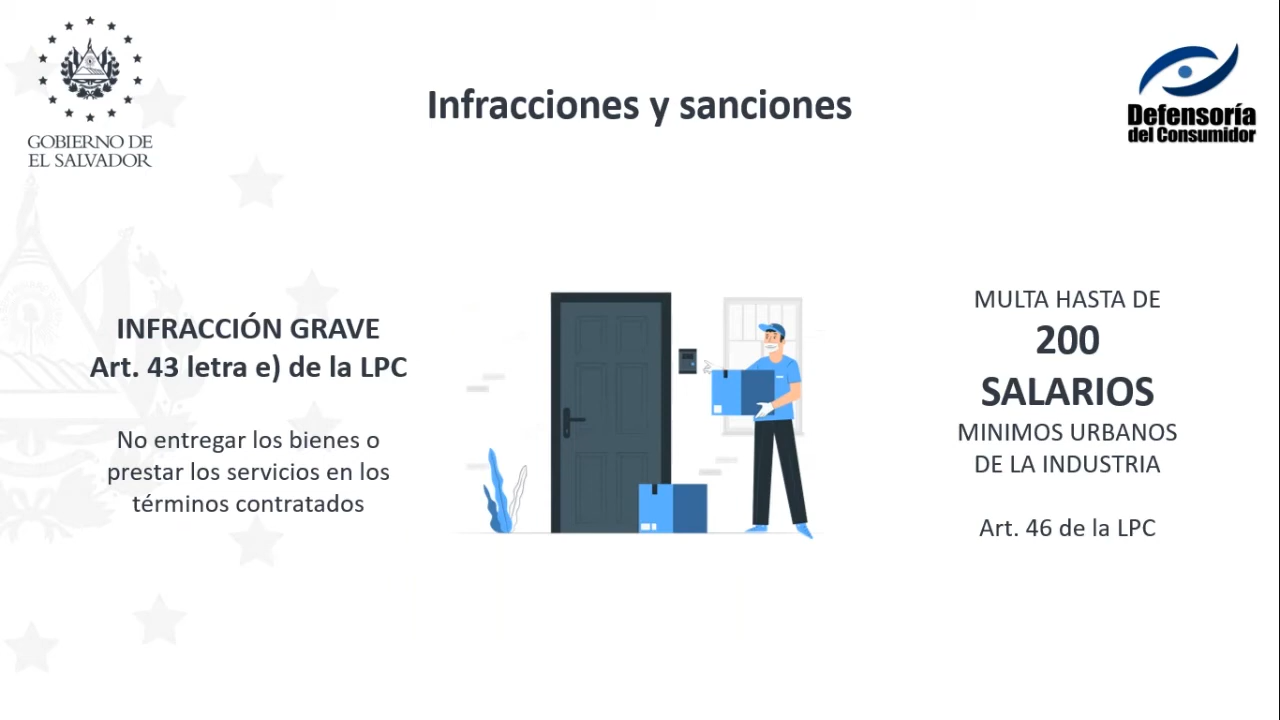 GOBIERNO DE
EL SALVADOR
Infracciones y sanciones
Defensoría
del Consumidor
INFRACCIÓN GRAVE
Art. 43 letra e) de la LPC
No entregar los bienes o
prestar los servicios en los
términos contratados
MULTA HASTA DE
200
SALARIOS
MINIMOS URBANOS
DE LA INDUSTRIA
Art. 46 de la LPC